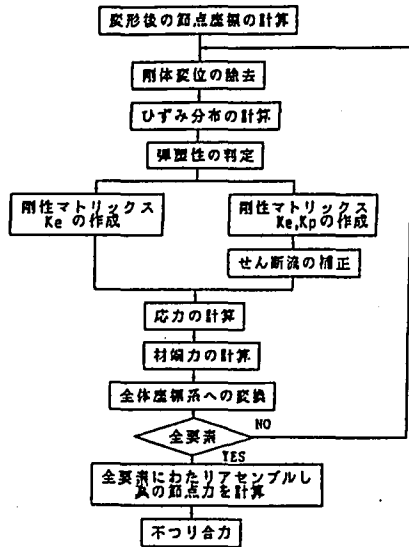 変形後の節点座標の計算
剛体変位の除去
ひずみ分布の計算
弾塑性の判定
剛性マトリックス
Ke の作成
剛性マトリックス
Ke,Kp の作成
せん断流の補正
応力の計算
材端力の計算
全体座標系への変換
全要素
NO
YES
全要素にわたりアセンブルし
真の節点力を計算
不つり合力